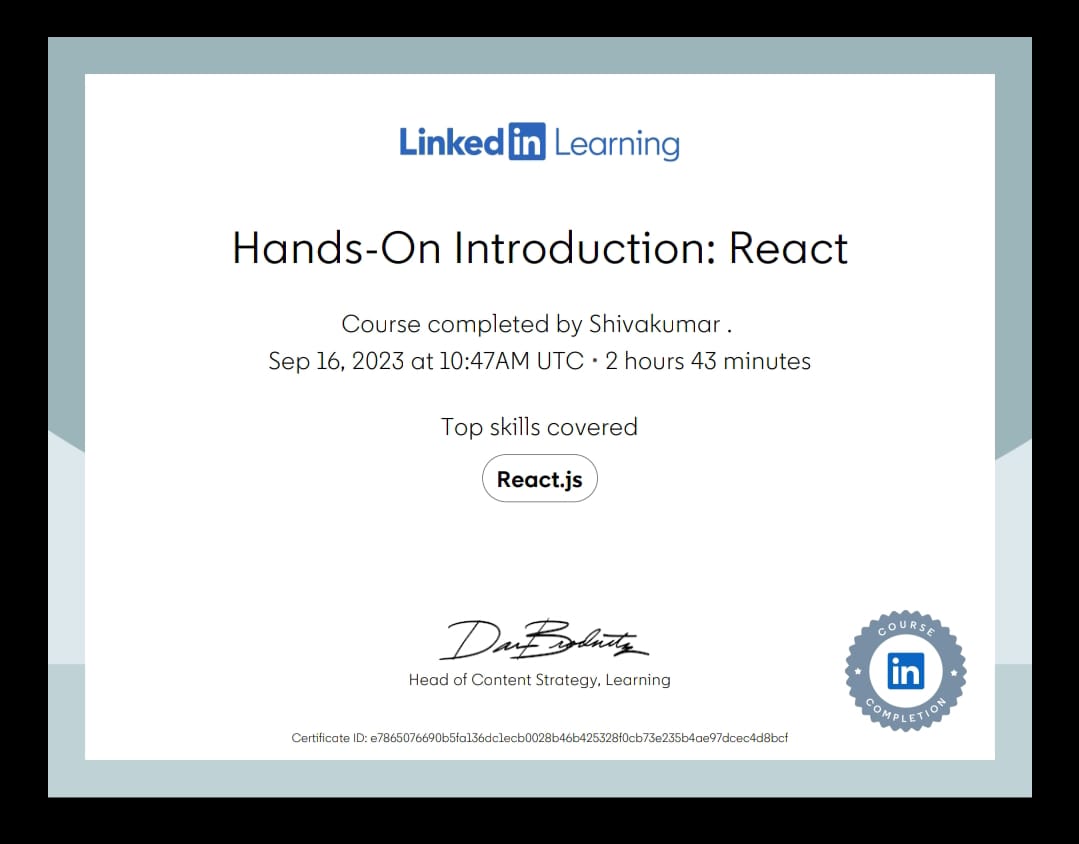 Linked in Learning
Hands-On Introduction: React
Course completed by Shivakumar .
Sep 16, 2023 at 10:47AM UTC • 2 hours 43 minutes
Top skills covered
React.js
Dan Brodnitz
Head of Content Strategy, Learning
COURSE
in
COMPLETION
Certificate ID: e7865076690b5fa136dc1ecb0028b46b425328f0cb73e235b4ae97dcec4d8bcf